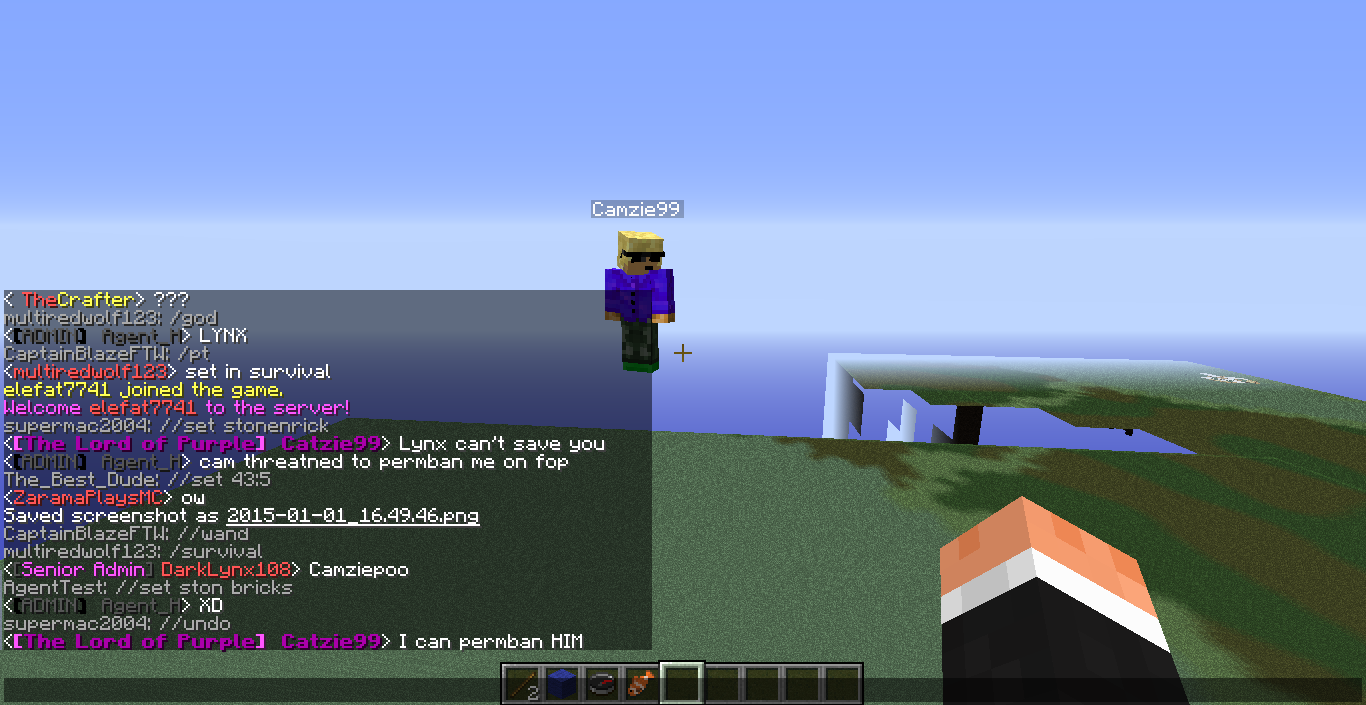 Camzie99
< TheCrafter> ???
multiredwolf123: /god
<[ADMIN] Agent_H> LYNX
CaptainBlazeFTW: /pt
<multiredwolf123> set in survival
elefat7741 joined the game.
Welcome elefat7741 to the server!
supermac2004: //set stonenrick
<[The Lord of Purple] Catzie99> Lynx can't save you
<[ADMIN] Agent_H> cam threatned to permban me on fop
The_Best_Dude: //set 43:5
<ZaramaPlaysMC> ow
Saved screenshot as 2015-01-01_16.49.46.png
CaptainBlazeFTW: //wand
multiredwolf123: /survival
<[Senior Admin] DarkLynx108> Camziepoo
AgentTest: //set ston bricks
<[ADMIN] Agent_H> XD
supermac2004: //undo
<[The Lord of Purple] Catzie99> I can permban HIM
2